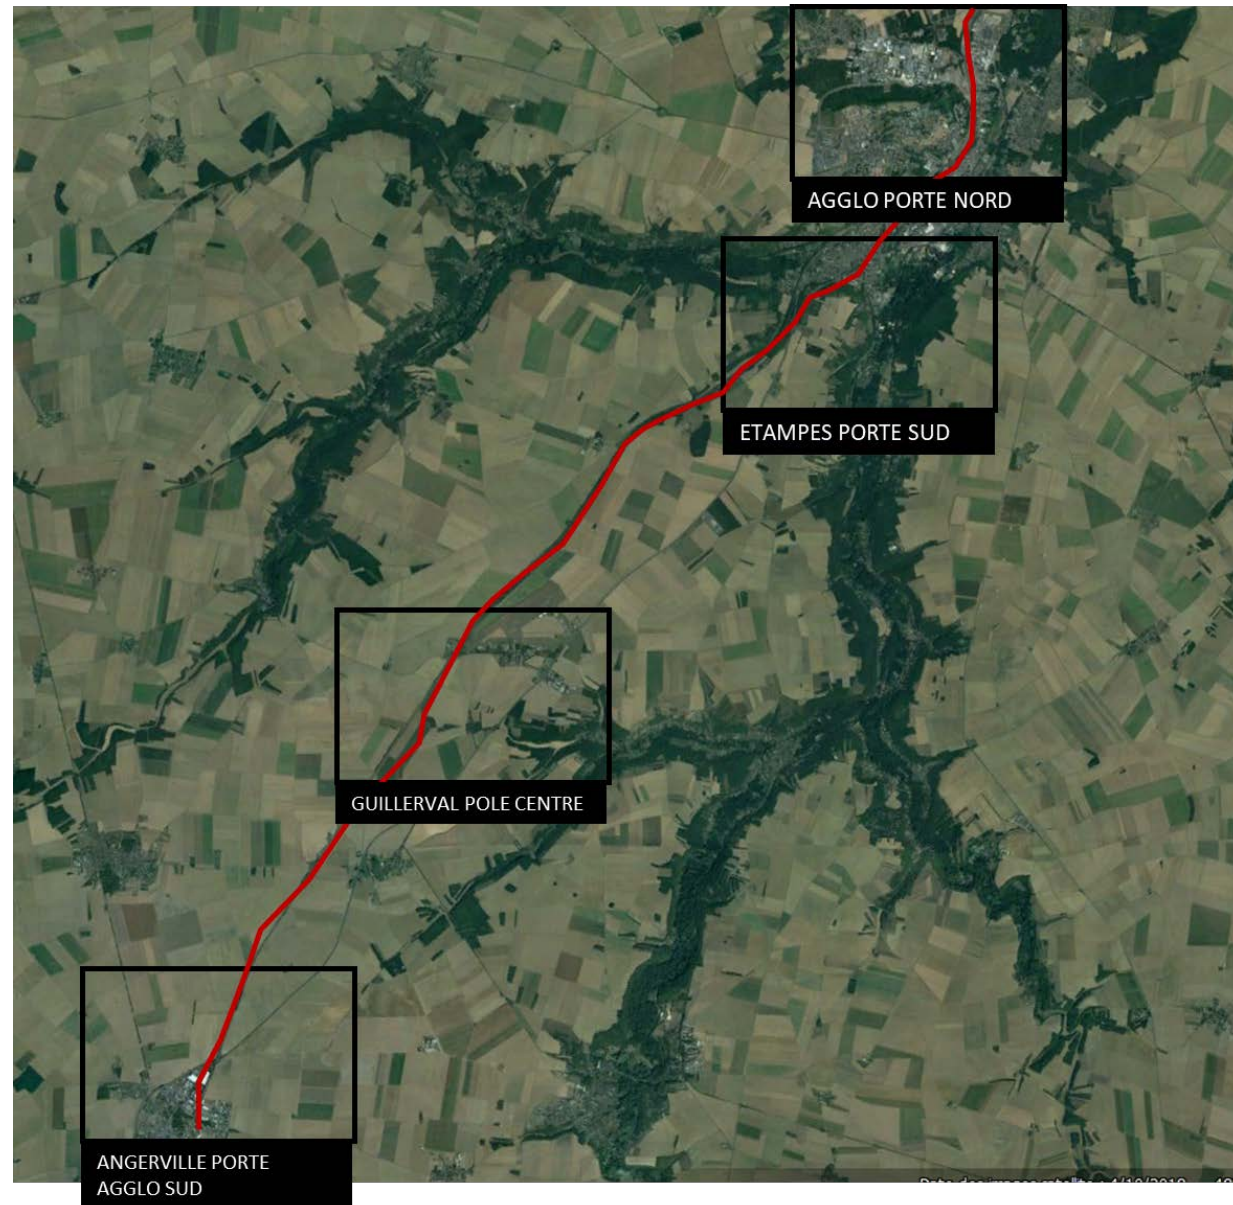 AGGLO PORTE NORD
ETAMPES PORTE SUD
GUILLERVAL POLE CENTRE
ANGERVILLE PORTE
AGGLO SUD